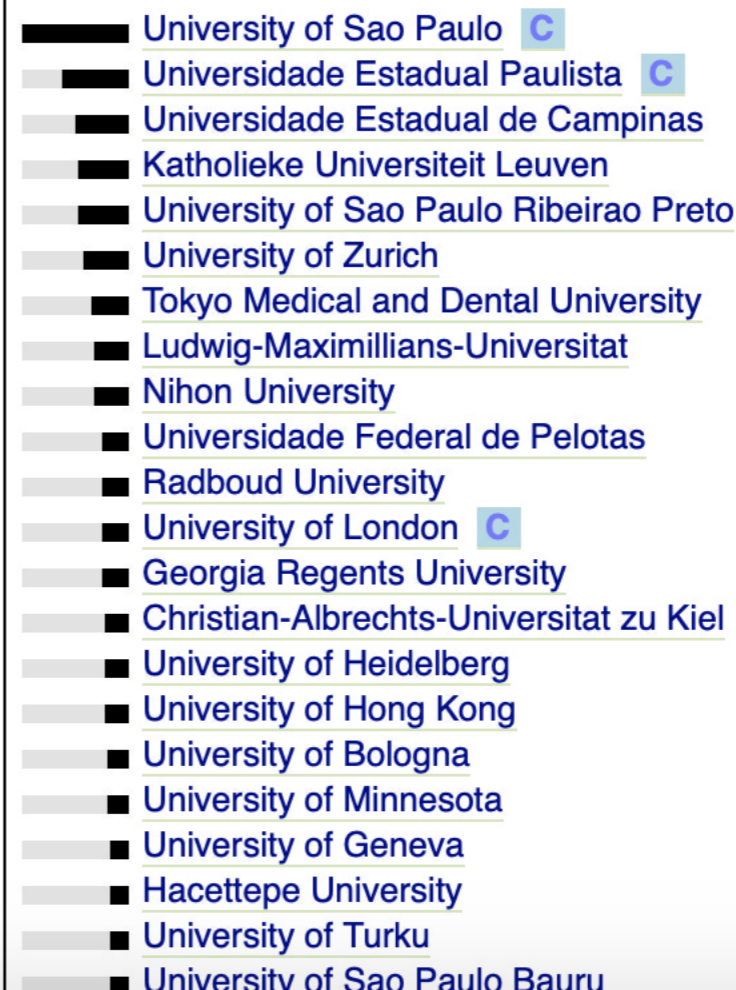 University of Sao Paulo C
Universidade Estadual Paulista C
Universidade Estadual de Campinas
Katholieke Universiteit Leuven
University of Sao Paulo Ribeirao Preto
University of Zurich
Tokyo Medical and Dental University
Ludwig-Maximillians-Universitat
Nihon University
Universidade Federal de Pelotas
Radboud University
University of London C
Georgia Regents University
Christian-Albrechts-Universitat zu Kiel
University of Heidelberg
University of Hong Kong
University of Bologna
University of Minnesota
University of Geneva
Hacettepe University
University of Turku
University of Sao Paulo Bauru